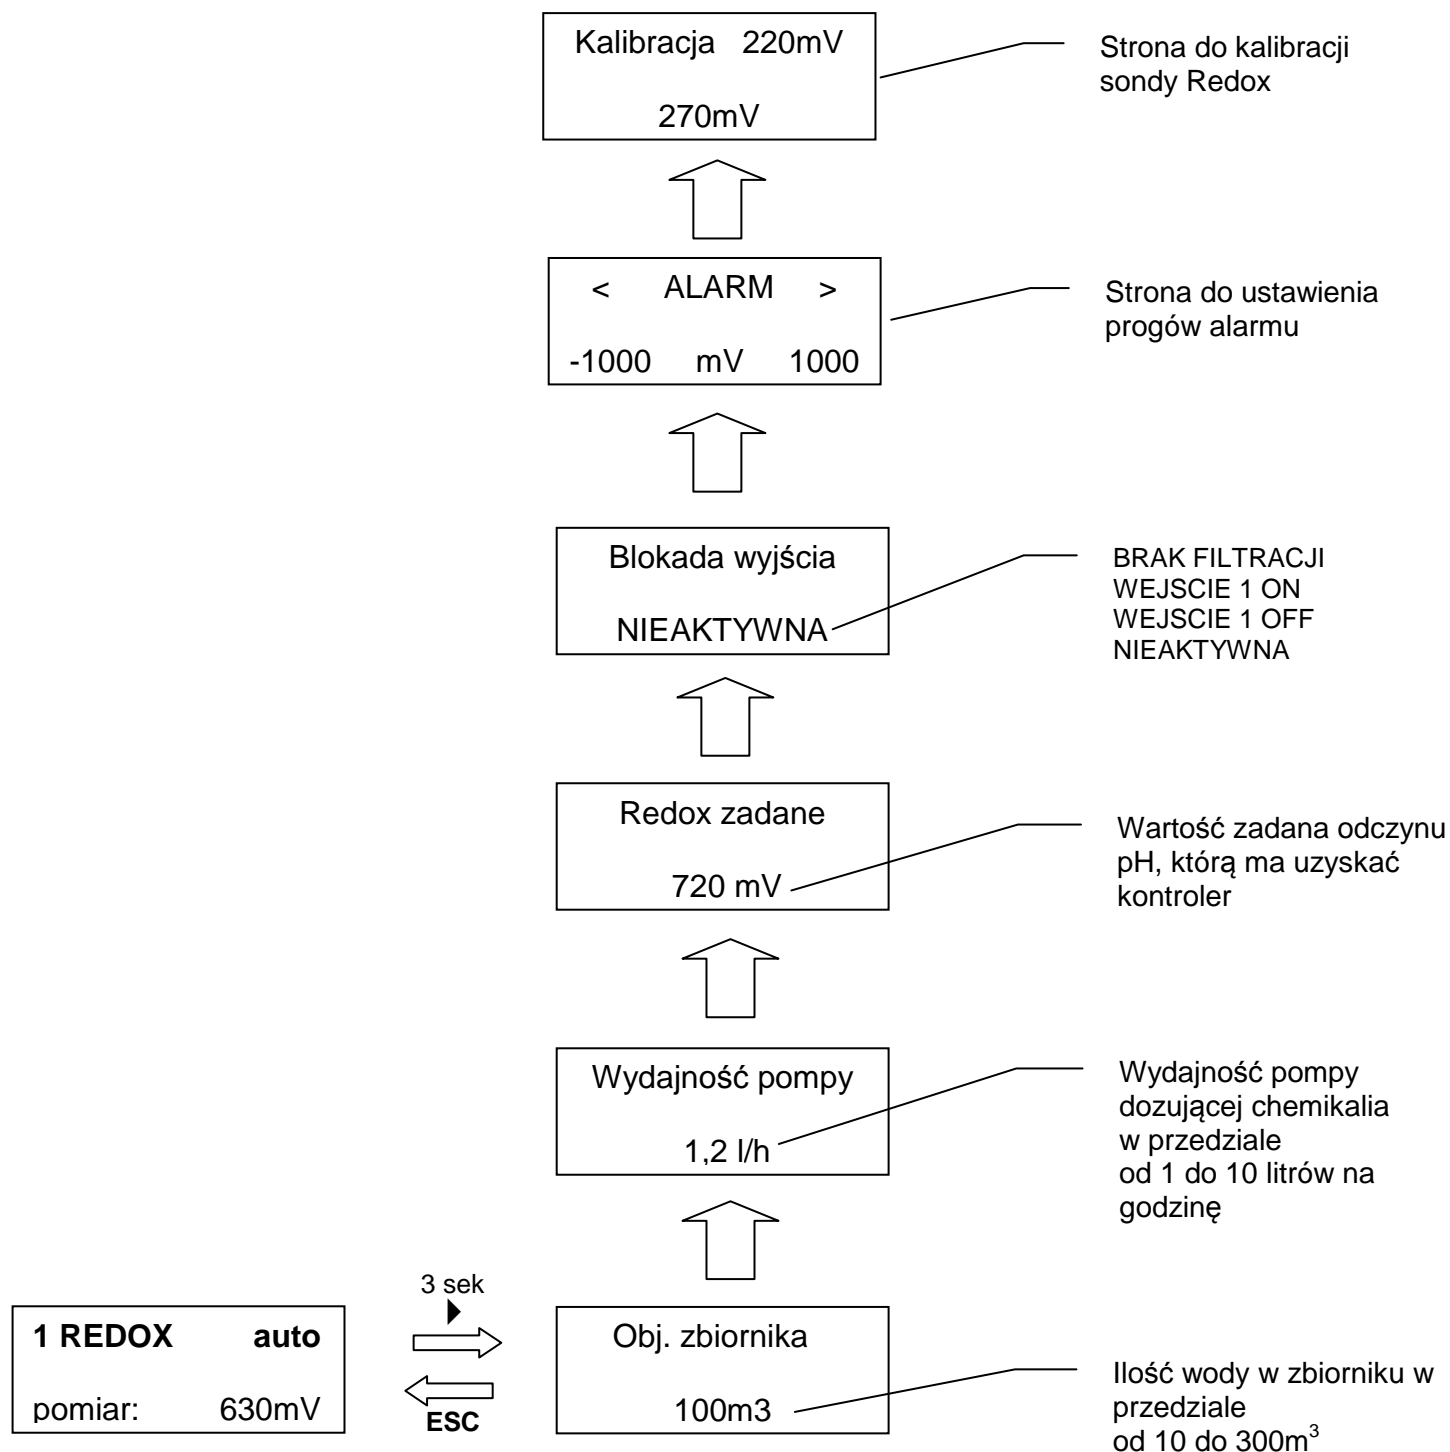 Kalibracja 220mV
270mV
Strona do kalibracji
sondy Redox
< ALARM >
-1000 mV 1000
Strona do ustawienia
progów alarmu
Blokada wyjścia
NIEAKTYWNA
BRAK FILTRACJI
WEJSCIE 1 ON
WEJSCIE 1 OFF
NIEAKTYWNA
Redox zadane
720 mV
Wartość zadana odczynu
pH, którą ma uzyskać
kontroler
Wydajność pompy
1,2 l/h
Wydajność pompy
dozującej chemikalia
w przedziale
od 1 do 10 litrów na
godzinę
1 REDOX auto
pomiar: 630mV
3 sek
ESC
Obj. zbiornika
100m3
Ilość wody w zbiorniku w
przedziale
od 10 do 300m³